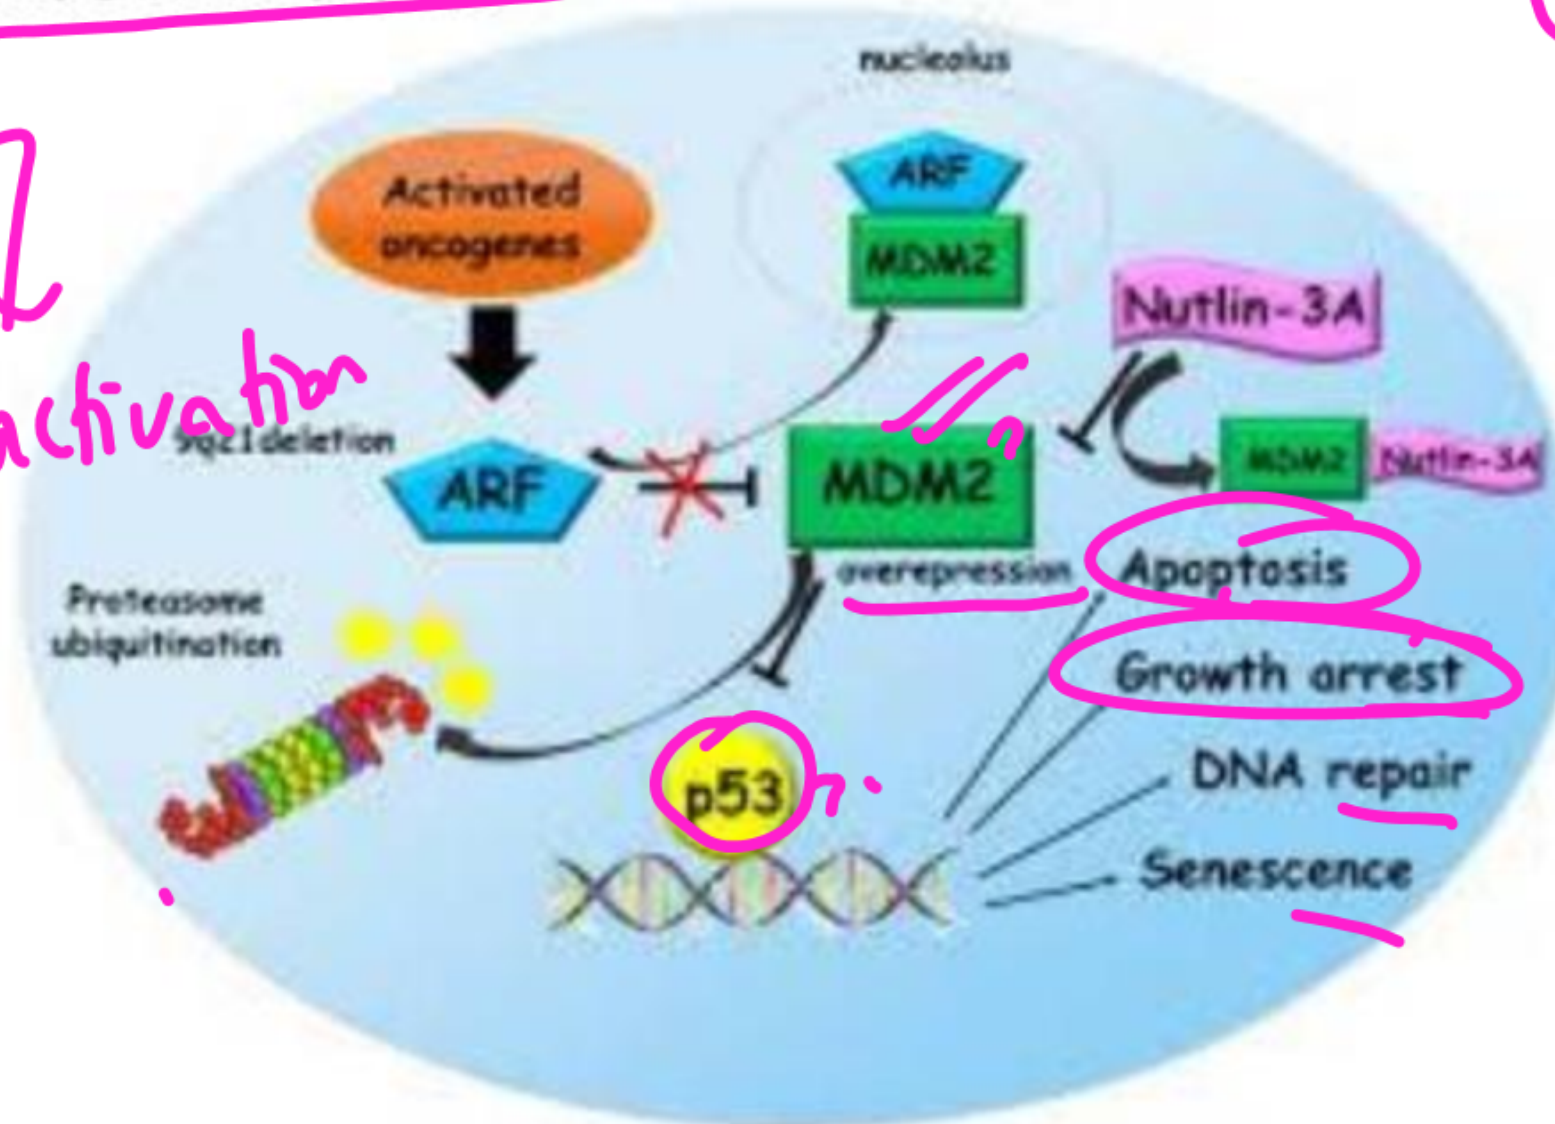 nucleolus
ARF
MDM2
Activated
oncogenes
Nutlin-3A
activation
9q21deletion
ARF
MDM2
MDM2
Nutlin-3A
overepression
Apoptosis
Proteasome
ubiquitination
Growth arrest
p53
DNA repair
Senescence